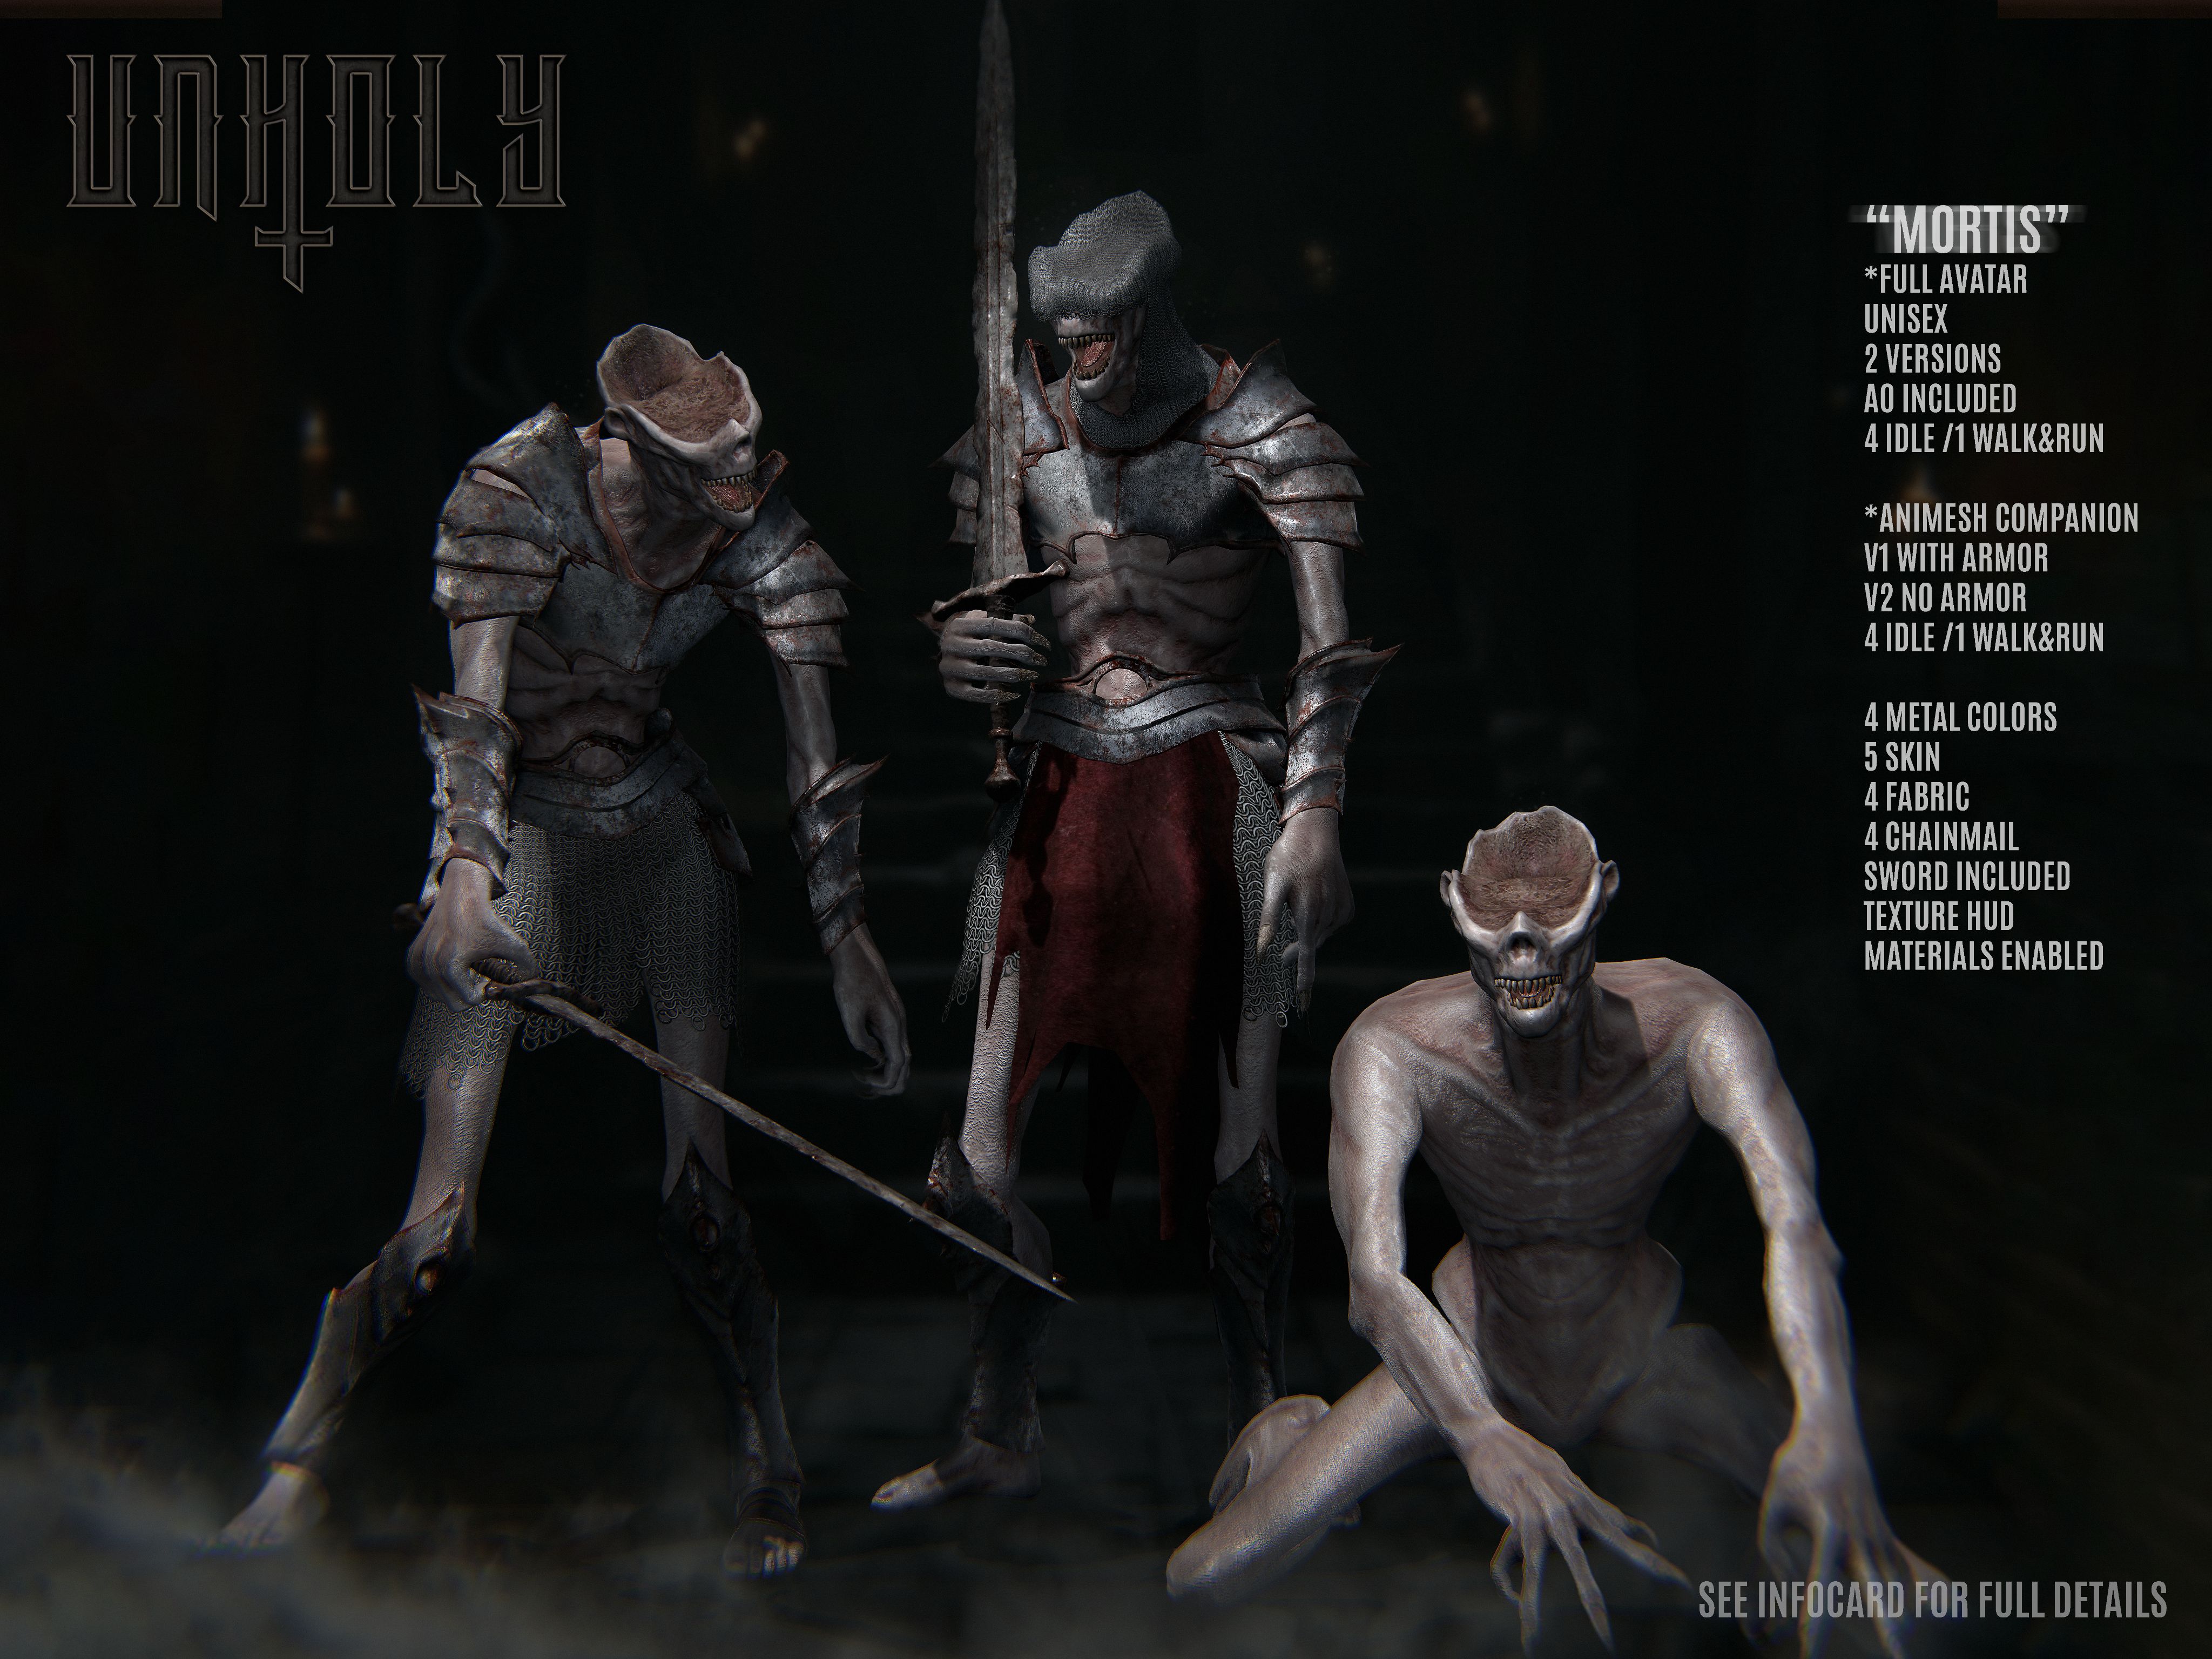 UNHOLY
“MORTIS”
*FULL AVATAR
UNISEX
2 VERSIONS
AO INCLUDED
4 IDLE /1 WALK&RUN
*ANIMESH COMPANION
V1 WITH ARMOR
V2 NO ARMOR
4 IDLE /1 WALK&RUN
4 METAL COLORS
5 SKIN
4 FABRIC
4 CHAINMAIL
SWORD INCLUDED
TEXTURE HUD
MATERIALS ENABLED
SEE INFOCARD FOR FULL DETAILS